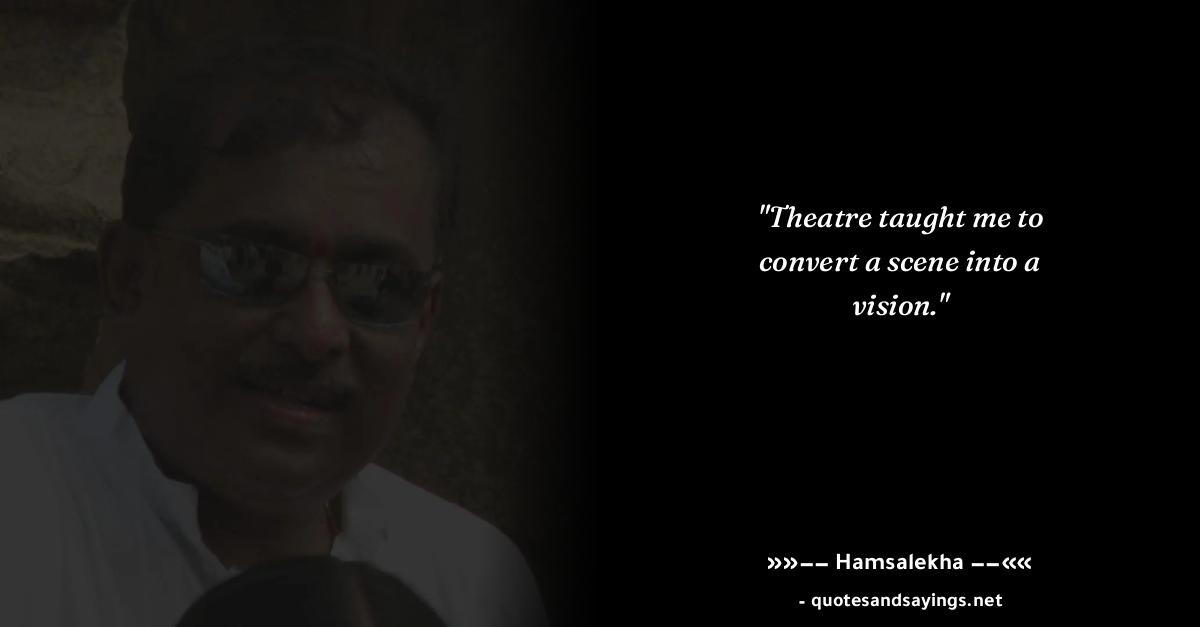 "Theatre taught me to
convert a scene into a
vision."
»»−− Hamsalekha −−««
- quotesandsayings.net